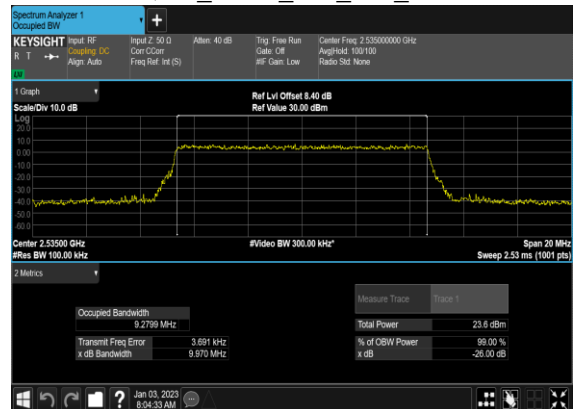 Spectrum Analyzer 1
Occupied BW
KEYSIGHT Input: RF Input Z: 50 Ω Atten: 40 dB Trig: Free Run Center Freq: 2.535000000 GHz
R T Coupling: DC Corr CCorr Gate: Off Avg|Hold: 100/100
Align: Auto Freq Ref: Int (S) #IF Gain: Low Radio Std: None
LXI
1 Graph
Ref Lvl Offset 8.40 dB
Scale/Div 10.0 dB Ref Value 30.00 dBm
Log
20.0
10.0
0.00
-10.0
-20.0
-30.0
-40.0
-50.0
-60.0
Center 2.53500 GHz #Video BW 300.00 kHz* Span 20 MHz
#Res BW 100.00 kHz Sweep 2.53 ms (1001 pts)
2 Metrics
Measure Trace Trace 1
Occupied Bandwidth
9.2799 MHz Total Power 23.6 dBm
Transmit Freq Error 3.691 kHz % of OBW Power 99.00 %
x dB Bandwidth 9.970 MHz x dB -26.00 dB
? Jan 03, 2023
8:04:33 AM